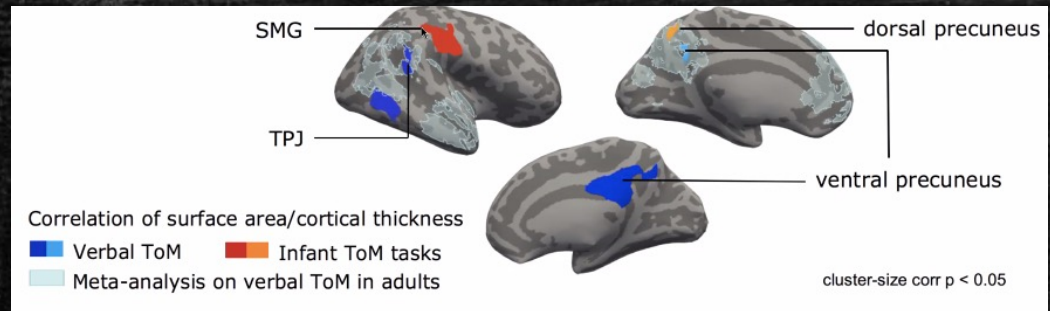 SMG
dorsal precuneus
TPJ
ventral precuneus
Correlation of surface area/cortical thickness
Verbal ToM
Infant ToM tasks
Meta-analysis on verbal ToM in adults
cluster-size corr p < 0.05